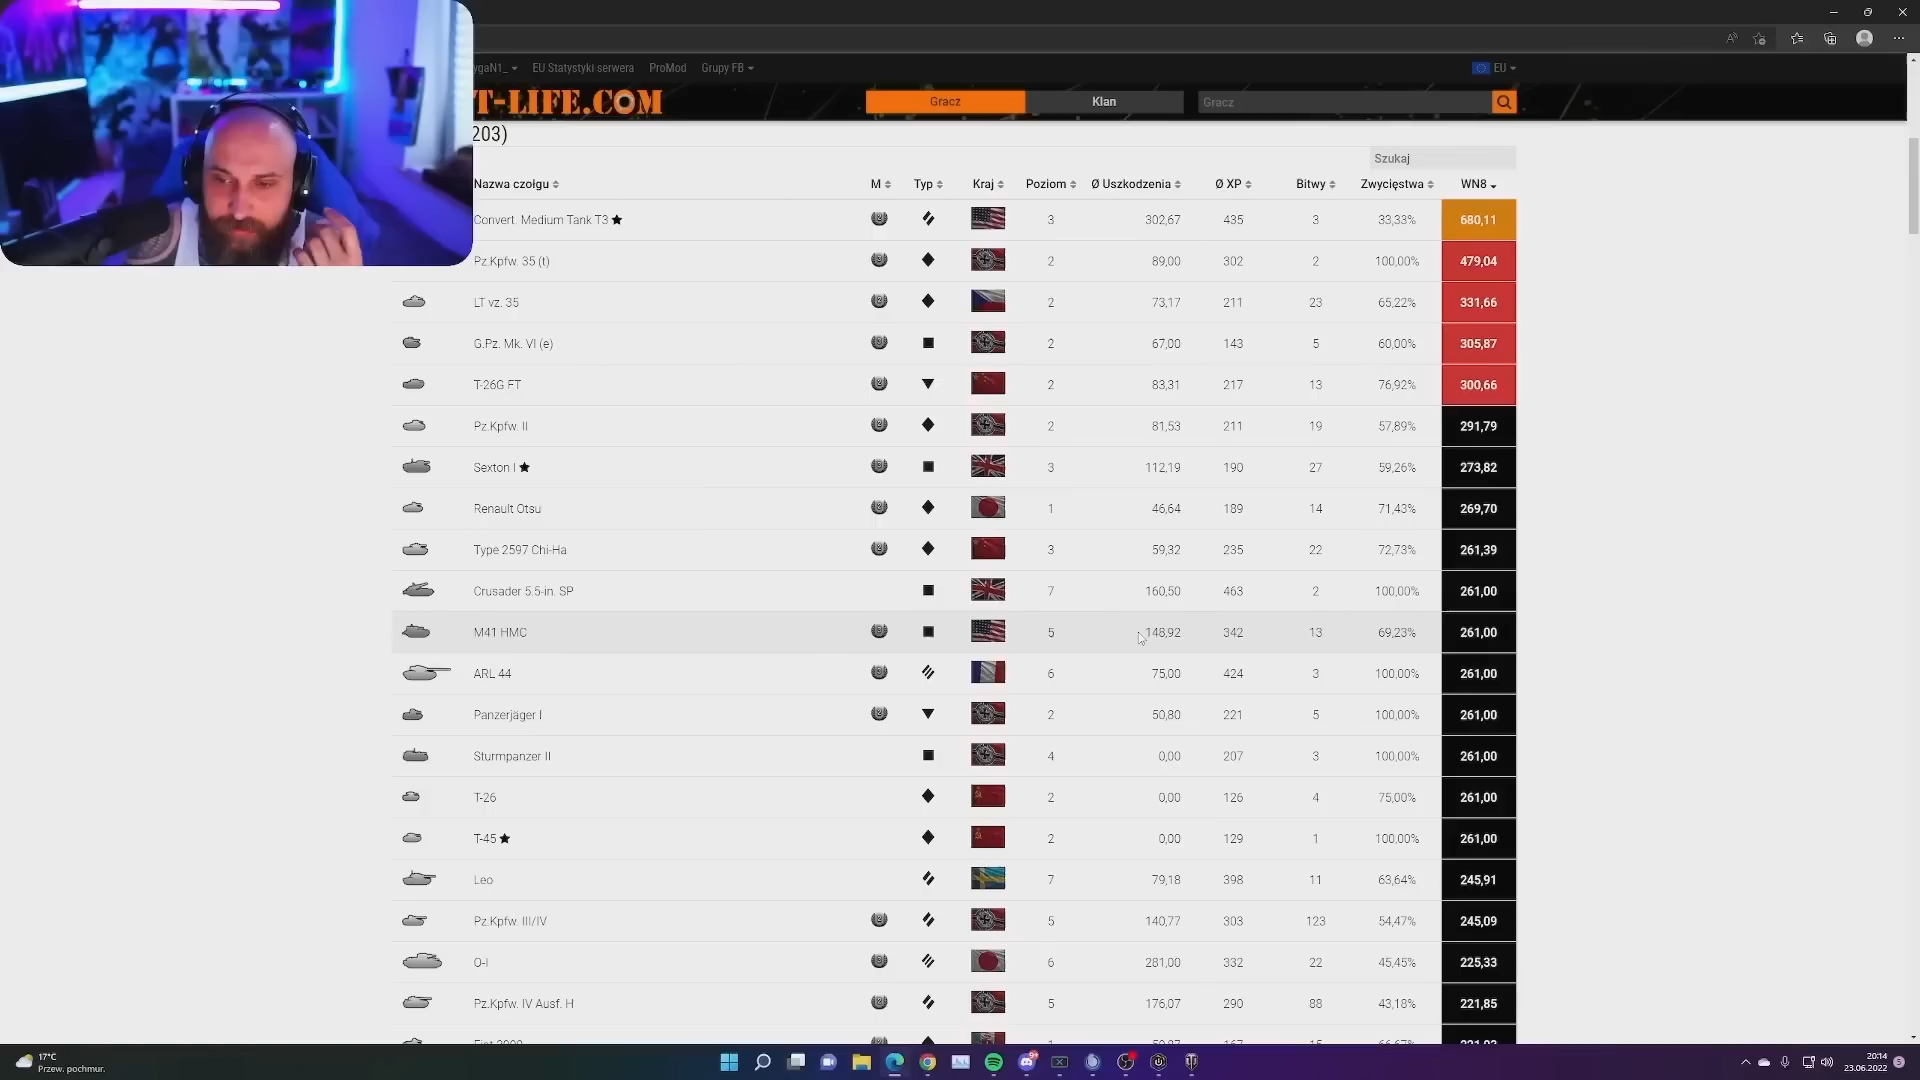 ygaN1_ EU Statystyki serwera ProMod Grupy FB EU
T-LIFE.COM Gracz Klan Gracz
203)
Szukaj
Nazwa czołgu M Typ Kraj Poziom Ø Uszkodzenia Ø XP Bitwy Zwycięstwa WN8
Convert. Medium Tank T3 ★ 3 302,67 435 3 33,33% 680,11
Pz.Kpfw. 35 (t) 2 89,00 302 2 100,00% 479,04
LT vz. 35 2 73,17 211 23 65,22% 331,66
G.Pz. Mk. VI (e) 2 67,00 143 5 60,00% 305,87
T-26G FT 2 83,31 217 13 76,92% 300,66
Pz.Kpfw. II 2 81,53 211 19 57,89% 291,79
Sexton I ★ 3 112,19 190 27 59,26% 273,82
Renault Otsu 1 46,64 189 14 71,43% 269,70
Type 2597 Chi-Ha 3 59,32 235 22 72,73% 261,39
Crusader 5.5-in. SP 7 160,50 463 2 100,00% 261,00
M41 HMC 5 148,92 342 13 69,23% 261,00
ARL 44 6 75,00 424 3 100,00% 261,00
Panzerjäger I 2 50,80 221 5 100,00% 261,00
Sturmpanzer II 4 0,00 207 3 100,00% 261,00
T-26 2 0,00 126 4 75,00% 261,00
T-45 ★ 2 0,00 129 1 100,00% 261,00
Leo 7 79,18 398 11 63,64% 245,91
Pz.Kpfw. III/IV 5 140,77 303 123 54,47% 245,09
O-I 6 281,00 332 22 45,45% 225,33
Pz.Kpfw. IV Ausf. H 5 176,07 290 88 43,18% 221,85
17°C
Przew. pochmur.
20:14
23.06.2022